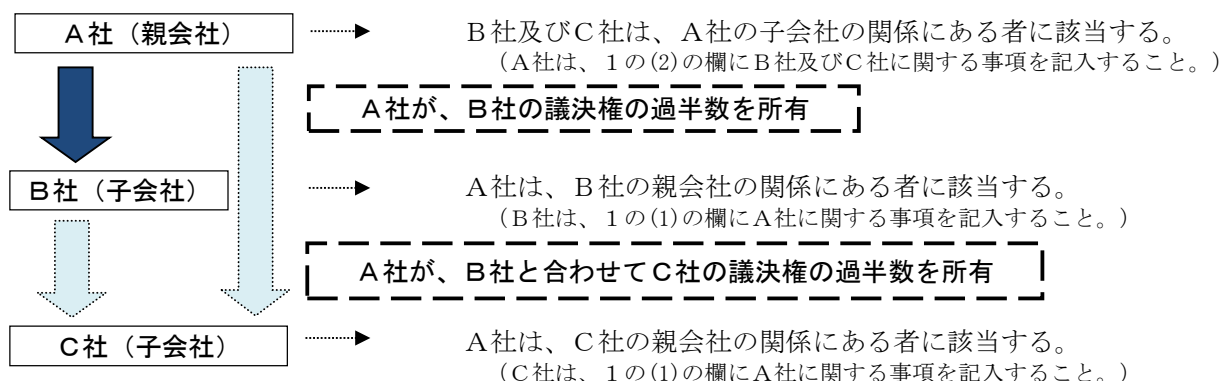 A社（親会社）
B社及びC社は、A社の子会社の関係にある者に該当する。
（A社は、１の(2)の欄にB社及びC社に関する事項を記入すること。）
A社が、B社の議決権の過半数を所有
B社（子会社）
A社は、B社の親会社の関係にある者に該当する。
（B社は、１の(1)の欄にA社に関する事項を記入すること。）
A社が、B社と合わせてC社の議決権の過半数を所有
C社（子会社）
A社は、C社の親会社の関係にある者に該当する。
（C社は、１の(1)の欄にA社に関する事項を記入すること。）